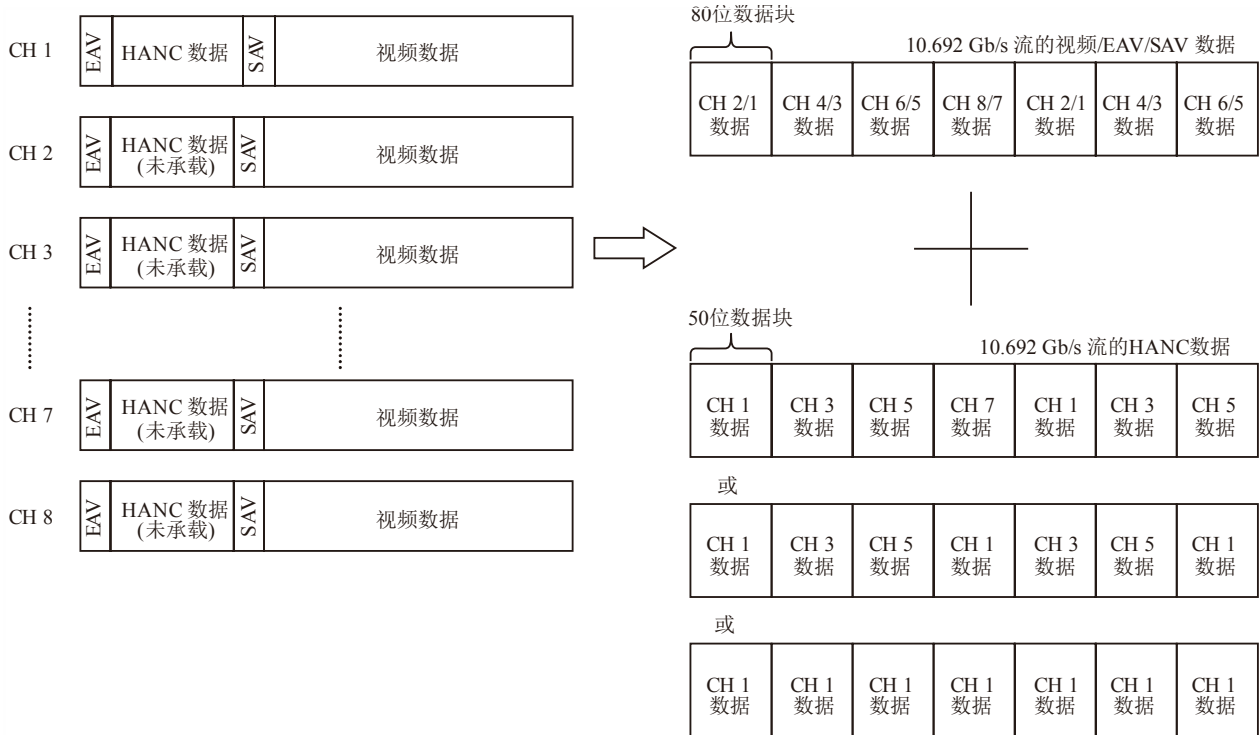 CH 1
EAV
HANC 数据
SAV
视频数据
CH 2
EAV
HANC 数据
(未承载)
SAV
视频数据
CH 3
EAV
HANC 数据
(未承载)
SAV
视频数据
CH 7
EAV
HANC 数据
(未承载)
SAV
视频数据
CH 8
EAV
HANC 数据
(未承载)
SAV
视频数据
80位数据块
10.692 Gb/s 流的视频/EAV/SAV 数据
CH 2/1
数据
CH 4/3
数据
CH 6/5
数据
CH 8/7
数据
CH 2/1
数据
CH 4/3
数据
CH 6/5
数据
50位数据块
10.692 Gb/s 流的HANC数据
CH 1
数据
CH 3
数据
CH 5
数据
CH 7
数据
CH 1
数据
CH 3
数据
CH 5
数据
或
CH 1
数据
CH 3
数据
CH 5
数据
CH 1
数据
CH 3
数据
CH 5
数据
CH 1
数据
或
CH 1
数据
CH 1
数据
CH 1
数据
CH 1
数据
CH 1
数据
CH 1
数据
CH 1
数据